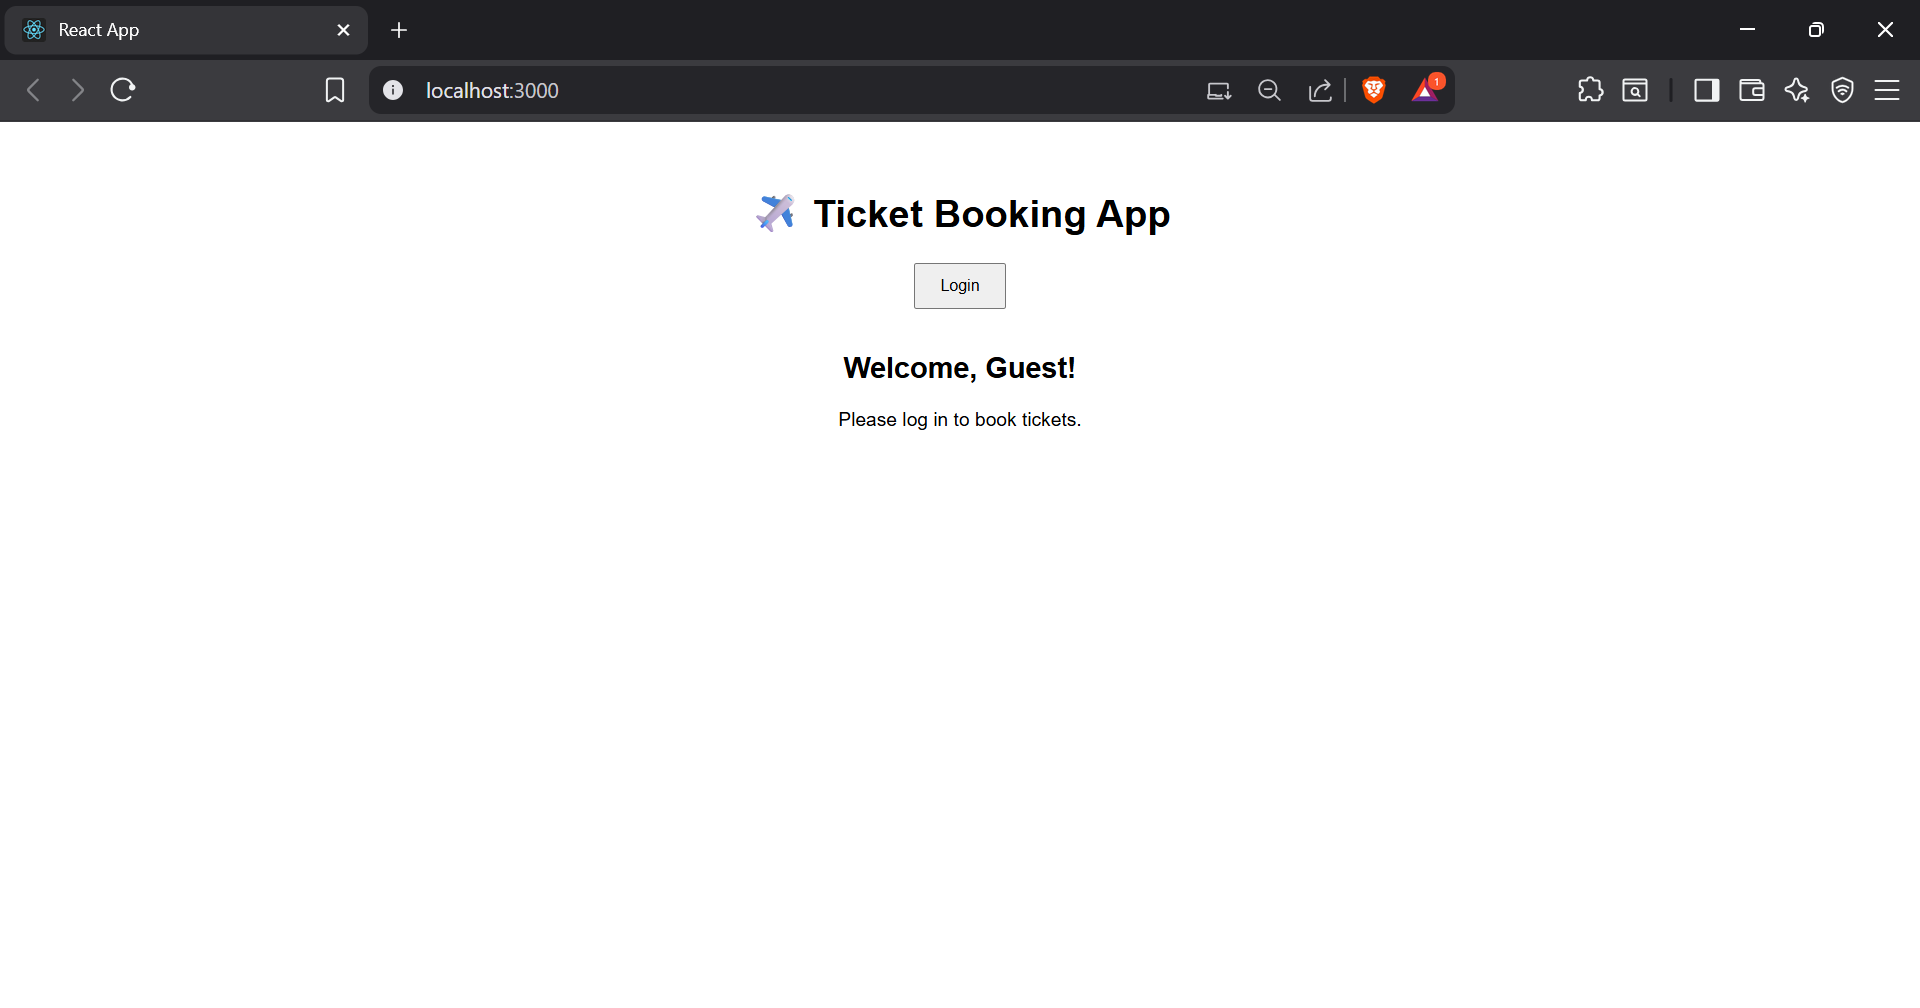 React App
localhost:3000
1
✈️ Ticket Booking App
Login
Welcome, Guest!
Please log in to book tickets.